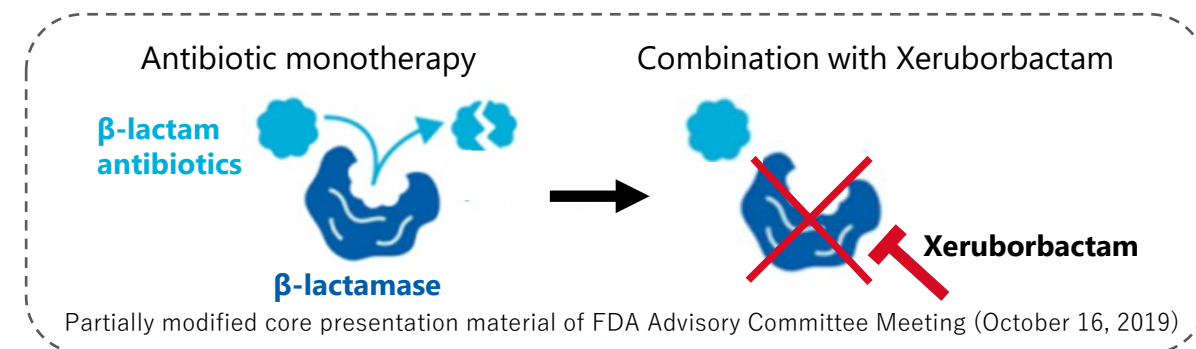 Antibiotic monotherapy
Combination with Xeruborbactam
β-lactam
antibiotics
β-lactamase
Xeruborbactam
Partially modified core presentation material of FDA Advisory Committee Meeting (October 16, 2019)